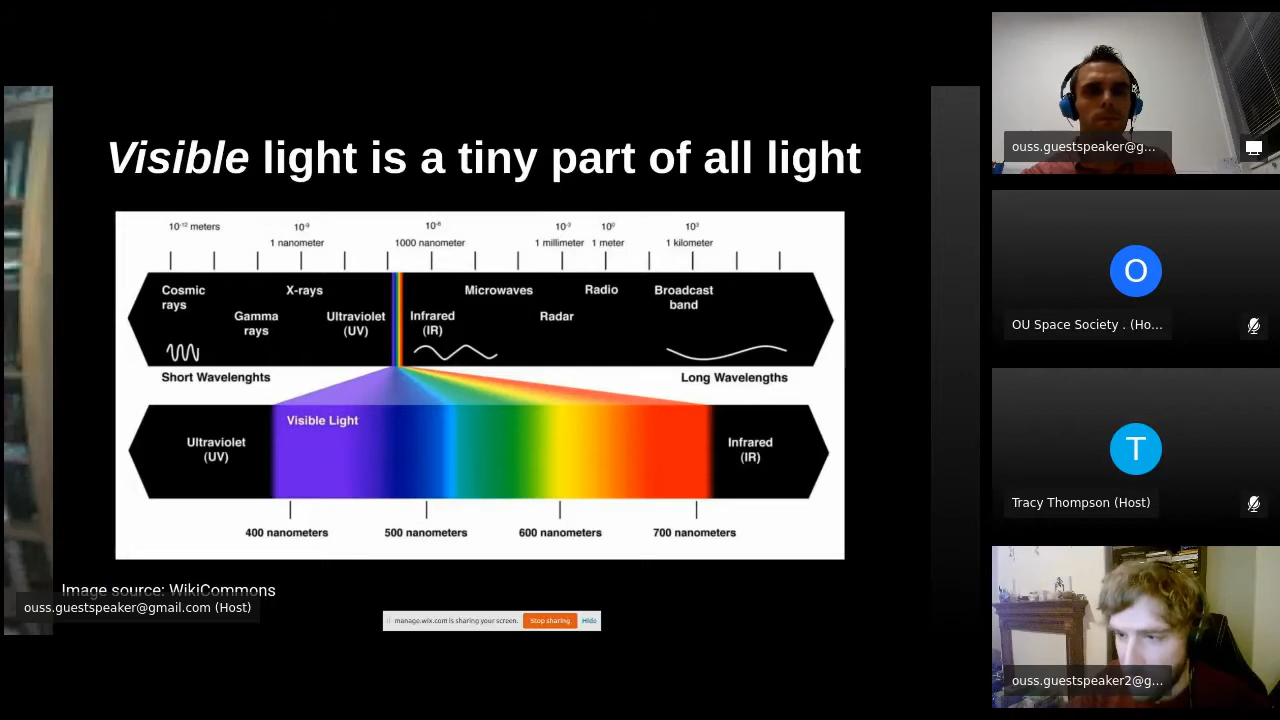 Visible light is a tiny part of all light
10-12 meters 10-9 10-6 10-3 100 103
1 nanometer 1000 nanometer 1 millimeter 1 meter 1 kilometer
Cosmic rays
Gamma rays
X-rays
Ultraviolet (UV)
Infrared (IR)
Microwaves
Radar
Radio
Broadcast band
Short Wavelenghts Long Wavelengths
Visible Light
Ultraviolet (UV)
Infrared (IR)
400 nanometers 500 nanometers 600 nanometers 700 nanometers
Image source: WikiCommons
ouss.guestspeaker@gmail.com (Host)
manage.wix.com is sharing your screen. Stop sharing Hide
ouss.guestspeaker@g...
O
OU Space Society . (Ho...
T
Tracy Thompson (Host)
ouss.guestspeaker2@g...